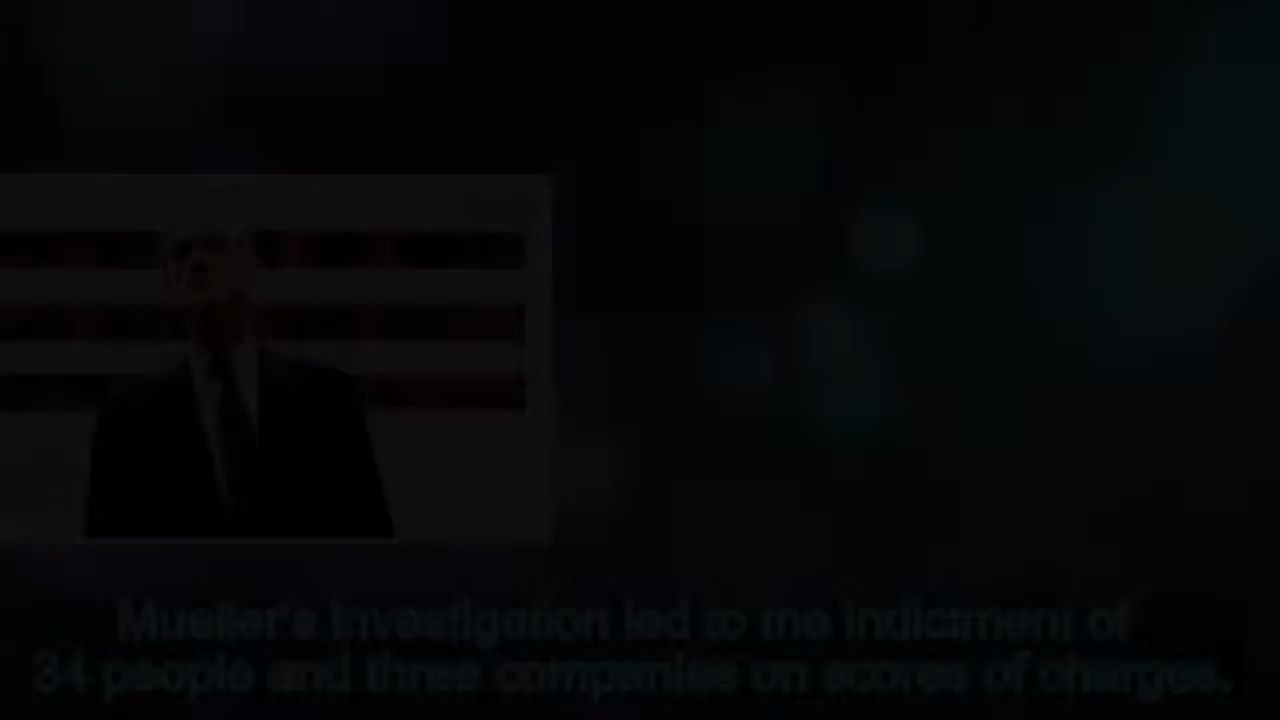 Mueller's investigation led to the indictment of
34 people and three companies on scores of charges.